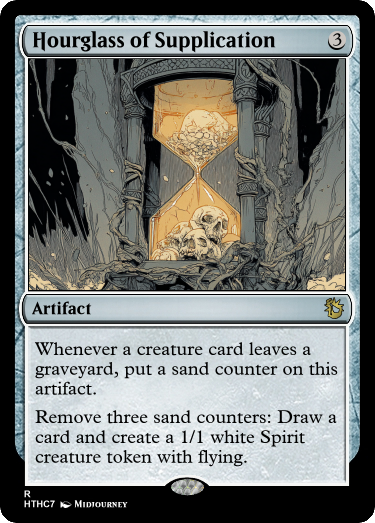 Hourglass of Supplication 3
Artifact
Whenever a creature card leaves a
graveyard, put a sand counter on this
artifact.
Remove three sand counters: Draw a
card and create a 1/1 white Spirit
creature token with flying.
R
HTHC7 Midjourney